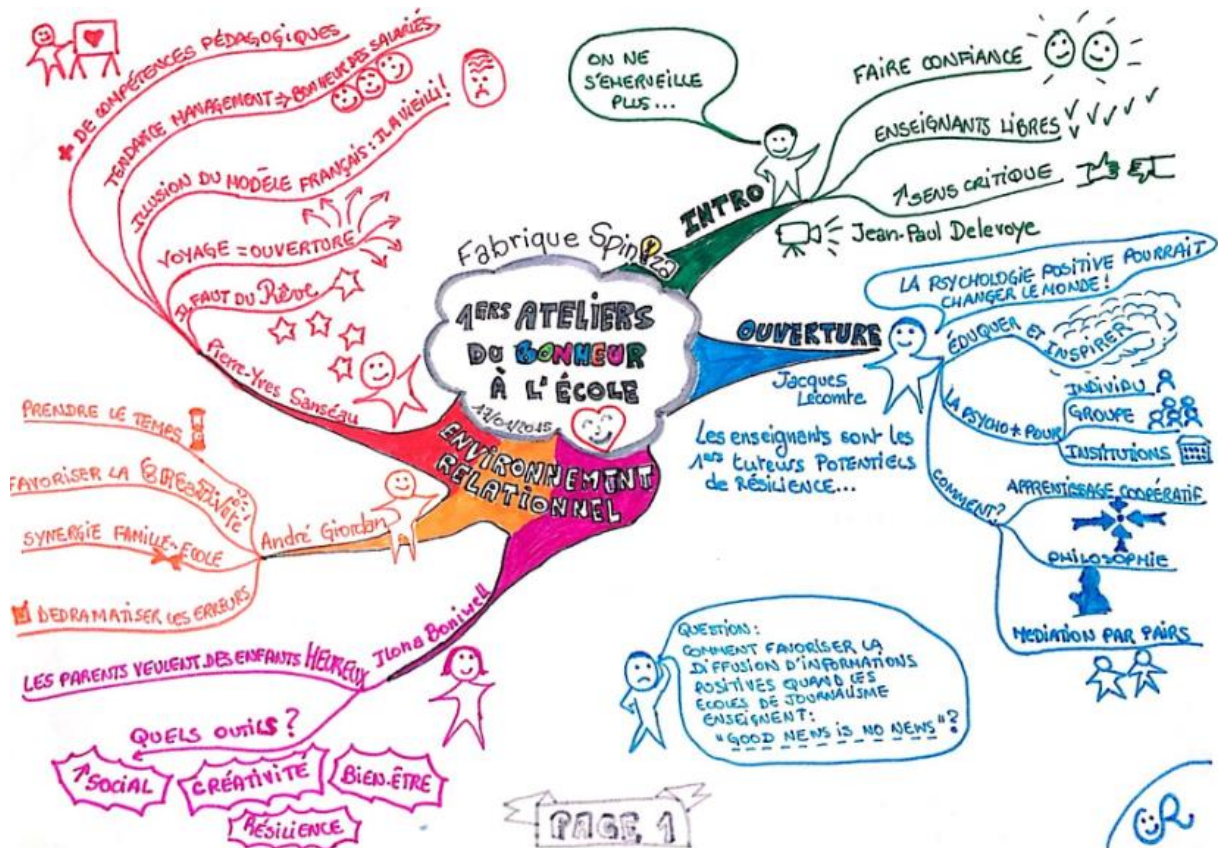 Fabrique Spinoza
1ERS ATELIERS
DU BONHEUR
À L'ÉCOLE
17/01/2015
INTRO
ON NE
S'EMERVEILLE
PLUS...
FAIRE CONFIANCE
ENSEIGNANTS LIBRES
↑SENS CRITIQUE
Jean-Paul Delevoye
OUVERTURE
Jacques
Lecomte
LA PSYCHOLOGIE POSITIVE POURRAIT
CHANGER LE MONDE!
Les enseignants sont les
1ers tuteurs POTENTIELS
de RÉSILIENCE...
ÉDUQUER ET INSPIRER
LA PSYCHO+ POUR
INDIVIDU
GROUPE
INSTITUTIONS
COMMENT?
APPRENTISSAGE COOPÉRATIF
PHILOSOPHIE
MEDIATION PAR PAIRS
QUESTION:
COMMENT FAVORISER LA
DIFFUSION D'INFORMATIONS
POSITIVES QUAND LES
ECOLES DE JOURNALISME
ENSEIGNENT:
"GOOD NEWS IS NO NEWS"?
ENVIRONNEMENT
RELATIONNEL
Pierre-Yves Sanséau
+ DE COMPÉTENCES PÉDAGOGIQUES
TENDANCE MANAGEMENT ⇒ BONHEUR DES SALARIÉS
ILLUSION DU MODÈLE FRANÇAIS: IL A VIEILLI!
VOYAGE = OUVERTURE
IL FAUT DU Rêve
André Giordan
PRENDRE LE TEMPS
FAVORISER LA CRÉATIVITÉ
SYNERGIE FAMILLE-ECOLE
DEDRAMATISER LES ERREURS
Ilona Boniwell
LES PARENTS VEULENT DES ENFANTS HEUREUX
QUELS OUTILS?
↑SOCIAL
CRÉATIVITÉ
BIEN-ÊTRE
RÉSILIENCE
PAGE 1